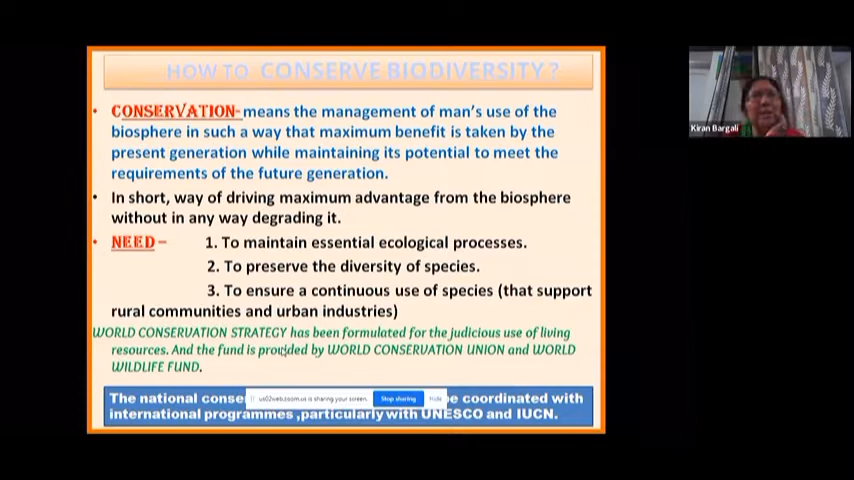 HOW TO CONSERVE BIODIVERSITY ?
• CONSERVATION- means the management of man's use of the
biosphere in such a way that maximum benefit is taken by the
present generation while maintaining its potential to meet the
requirements of the future generation.
• In short, way of driving maximum advantage from the biosphere
without in any way degrading it.
• NEED – 1. To maintain essential ecological processes.
2. To preserve the diversity of species.
3. To ensure a continuous use of species (that support
rural communities and urban industries)
WORLD CONSERVATION STRATEGY has been formulated for the judicious use of living
resources. And the fund is provided by WORLD CONSERVATION UNION and WORLD
WILDLIFE FUND.
The national conse be coordinated with
international programmes ,particularly with UNESCO and IUCN.
us02web.zoom.us is sharing your screen.
Stop sharing
Hide
Kiran Bargali